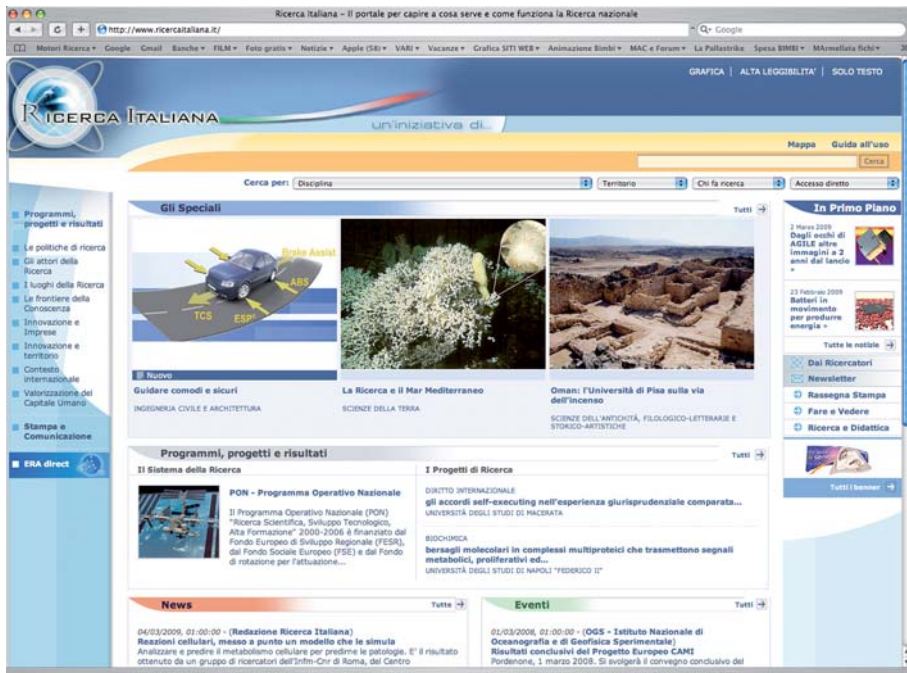 Ricerca Italiana – Il portale per capire a cosa serve e come funziona la Ricerca nazionale
http://www.ricercaitaliana.it/
Google
Motori Ricerca Google Gmail Banche FILM Foto gratis Notizie Apple (58) VARI Vacanze Grafica SITI WEB Animazione Bimbi MAC e Forum La Pallastrike Spesa BIMBI MArmellata fichi
GRAFICA | ALTA LEGGIBILITA' | SOLO TESTO
RICERCA ITALIANA
un'iniziativa di...
Mappa Guida all'uso
Cerca
Cerca per: Disciplina Territorio Chi fa ricerca Accesso diretto
Programmi,
progetti e risultati
Le politiche di ricerca
Gli attori della
Ricerca
I luoghi della Ricerca
Le frontiere della
Conoscenza
Innovazione e
Imprese
Innovazione e
territorio
Contesto
internazionale
Valorizzazione del
Capitale Umano
Stampa e
Comunicazione
ERA direct
Gli Speciali
Tutti
Brake Assist
ABS
ESP
TCS
Nuovo
Guidare comodi e sicuri
INGEGNERIA CIVILE E ARCHITETTURA
La Ricerca e il Mar Mediterraneo
SCIENZE DELLA TERRA
Oman: l'Università di Pisa sulla via
dell'incenso
SCIENZE DELL'ANTICHITÀ, FILOLOGICO-LETTERARIE E
STORICO-ARTISTICHE
Programmi, progetti e risultati
Tutti
Il Sistema della Ricerca
PON - Programma Operativo Nazionale
Il Programma Operativo Nazionale (PON)
"Ricerca Scientifica, Sviluppo Tecnologico,
Alta Formazione" 2000-2006 è finanziato dal
Fondo Europeo di Sviluppo Regionale (FESR),
dal Fondo Sociale Europeo (FSE) e dal Fondo
di rotazione per l'attuazione...
I Progetti di Ricerca
DIRITTO INTERNAZIONALE
gli accordi self-executing nell'esperienza giurisprudenziale comparata...
UNIVERSITÀ DEGLI STUDI DI MACERATA
BIOCHIMICA
bersagli molecolari in complessi multiproteici che trasmettono segnali
metabolici, proliferativi ed...
UNIVERSITÀ DEGLI STUDI DI NAPOLI "FEDERICO II"
News
Tutte
04/03/2009, 01:00:00 - (Redazione Ricerca Italiana)
Reazioni cellulari, messo a punto un modello che le simula
Analizzare e predire il metabolismo cellulare per predirne le patologie. E' il risultato
ottenuto da un gruppo di ricercatori dell'Infm-Cnr di Roma, del Centro
Eventi
Tutti
01/03/2008, 01:00:00 - (OGS - Istituto Nazionale di
Oceanografia e di Geofisica Sperimentale)
Risultati conclusivi del Progetto Europeo CAMI
Pordenone, 1 marzo 2008. Si svolgerà il convegno conclusivo del
In Primo Piano
2 Marzo 2009
Dagli occhi di
AGILE altre
immagini a 2
anni dal lancio
»
23 Febbraio 2009
Batteri in
movimento
per produrre
energia »
Tutte le notizie
Dai Ricercatori
Newsletter
Rassegna Stampa
Fare e Vedere
Ricerca e Didattica
Tutti i banner